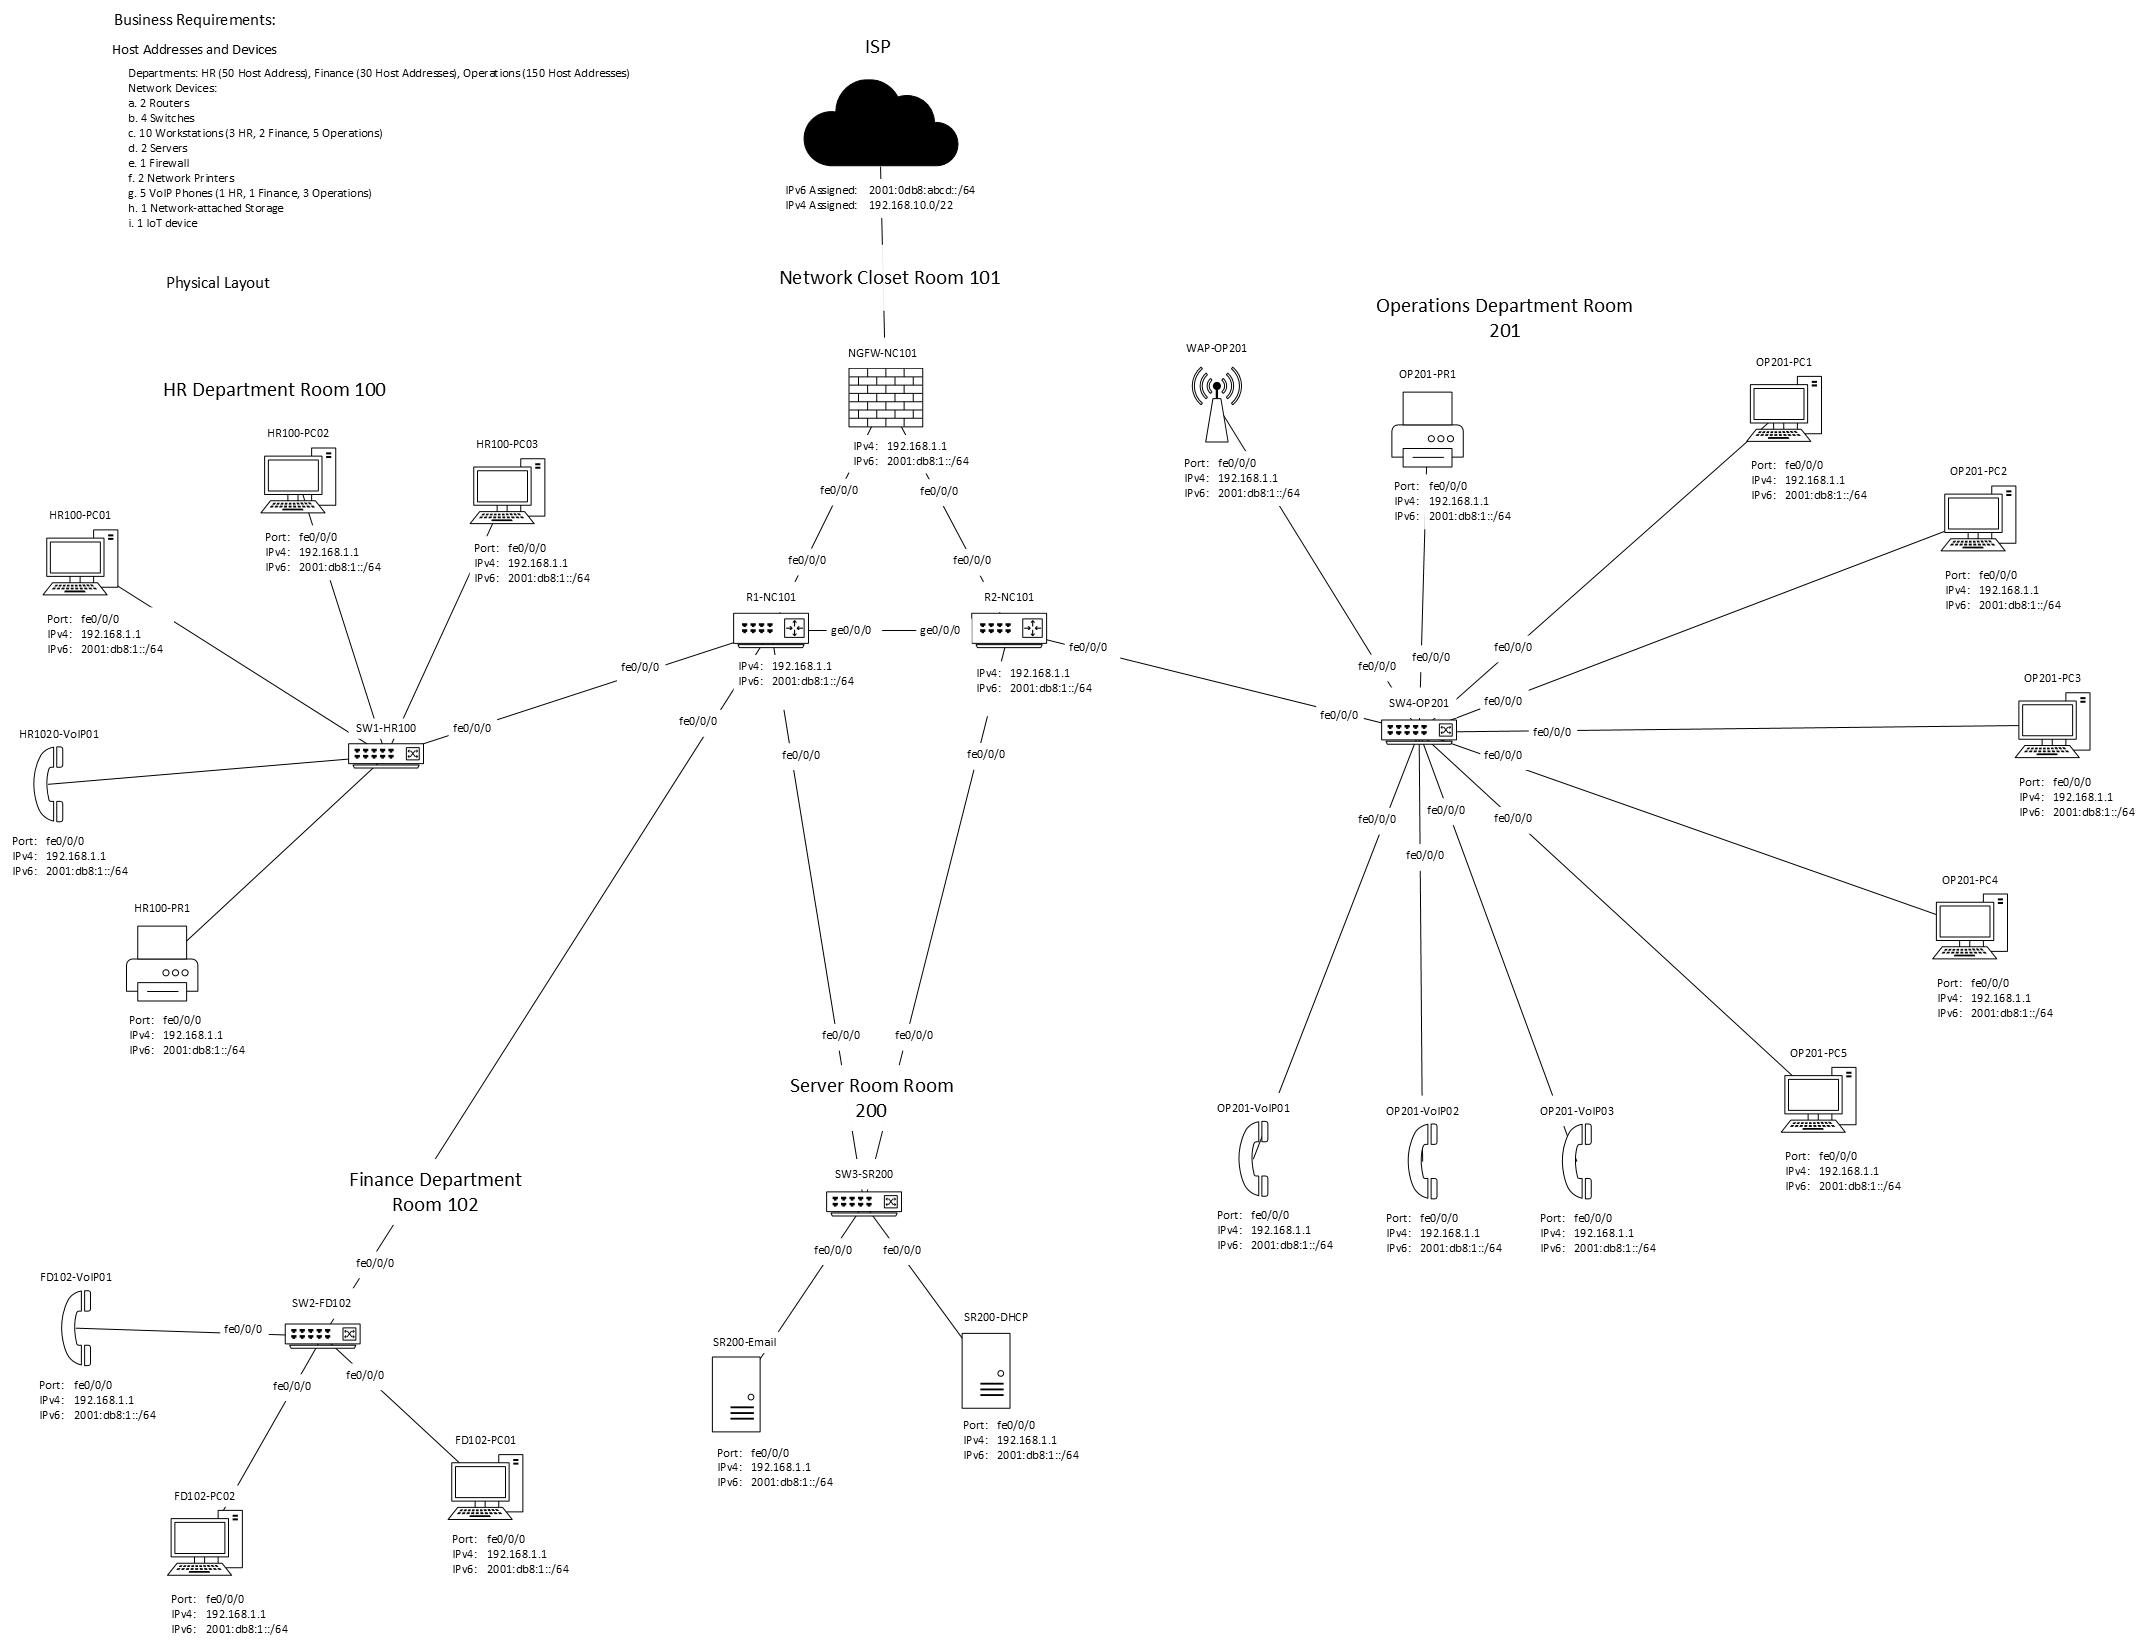 Business Requirements:
Host Addresses and Devices
Departments: HR (50 Host Address), Finance (30 Host Addresses), Operations (150 Host Addresses)
Network Devices:
a. 2 Routers
b. 4 Switches
c. 10 Workstations (3 HR, 2 Finance, 5 Operations)
d. 2 Servers
e. 1 Firewall
f. 2 Network Printers
g. 5 VoIP Phones (1 HR, 1 Finance, 3 Operations)
h. 1 Network-attached Storage
i. 1 IoT device
Physical Layout
ISP
IPv6 Assigned: 2001:0db8:abcd::/64
IPv4 Assigned: 192.168.10.0/22
Network Closet Room 101
NGFW-NC101
IPv4: 192.168.1.1
IPv6: 2001:db8:1::/64
fe0/0/0
fe0/0/0
fe0/0/0
fe0/0/0
R1-NC101
ge0/0/0
ge0/0/0
R2-NC101
IPv4: 192.168.1.1
IPv6: 2001:db8:1::/64
IPv4: 192.168.1.1
IPv6: 2001:db8:1::/64
fe0/0/0
fe0/0/0
fe0/0/0
fe0/0/0
fe0/0/0
HR Department Room 100
HR100-PC01
Port: fe0/0/0
IPv4: 192.168.1.1
IPv6: 2001:db8:1::/64
HR100-PC02
Port: fe0/0/0
IPv4: 192.168.1.1
IPv6: 2001:db8:1::/64
HR100-PC03
Port: fe0/0/0
IPv4: 192.168.1.1
IPv6: 2001:db8:1::/64
SW1-HR100
fe0/0/0
HR1020-VoIP01
Port: fe0/0/0
IPv4: 192.168.1.1
IPv6: 2001:db8:1::/64
HR100-PR1
Port: fe0/0/0
IPv4: 192.168.1.1
IPv6: 2001:db8:1::/64
Operations Department Room
201
WAP-OP201
Port: fe0/0/0
IPv4: 192.168.1.1
IPv6: 2001:db8:1::/64
OP201-PR1
Port: fe0/0/0
IPv4: 192.168.1.1
IPv6: 2001:db8:1::/64
OP201-PC1
Port: fe0/0/0
IPv4: 192.168.1.1
IPv6: 2001:db8:1::/64
OP201-PC2
Port: fe0/0/0
IPv4: 192.168.1.1
IPv6: 2001:db8:1::/64
fe0/0/0
fe0/0/0
fe0/0/0
fe0/0/0
SW4-OP201
fe0/0/0
fe0/0/0
fe0/0/0
fe0/0/0
fe0/0/0
fe0/0/0
fe0/0/0
fe0/0/0
OP201-PC3
Port: fe0/0/0
IPv4: 192.168.1.1
IPv6: 2001:db8:1::/64
OP201-PC4
Port: fe0/0/0
IPv4: 192.168.1.1
IPv6: 2001:db8:1::/64
OP201-PC5
Port: fe0/0/0
IPv4: 192.168.1.1
IPv6: 2001:db8:1::/64
OP201-VoIP01
Port: fe0/0/0
IPv4: 192.168.1.1
IPv6: 2001:db8:1::/64
OP201-VoIP02
Port: fe0/0/0
IPv4: 192.168.1.1
IPv6: 2001:db8:1::/64
OP201-VoIP03
Port: fe0/0/0
IPv4: 192.168.1.1
IPv6: 2001:db8:1::/64
fe0/0/0
fe0/0/0
Server Room Room
200
SW3-SR200
fe0/0/0
fe0/0/0
SR200-Email
Port: fe0/0/0
IPv4: 192.168.1.1
IPv6: 2001:db8:1::/64
SR200-DHCP
Port: fe0/0/0
IPv4: 192.168.1.1
IPv6: 2001:db8:1::/64
Finance Department
Room 102
fe0/0/0
SW2-FD102
fe0/0/0
fe0/0/0
fe0/0/0
FD102-VoIP01
Port: fe0/0/0
IPv4: 192.168.1.1
IPv6: 2001:db8:1::/64
FD102-PC01
Port: fe0/0/0
IPv4: 192.168.1.1
IPv6: 2001:db8:1::/64
FD102-PC02
Port: fe0/0/0
IPv4: 192.168.1.1
IPv6: 2001:db8:1::/64